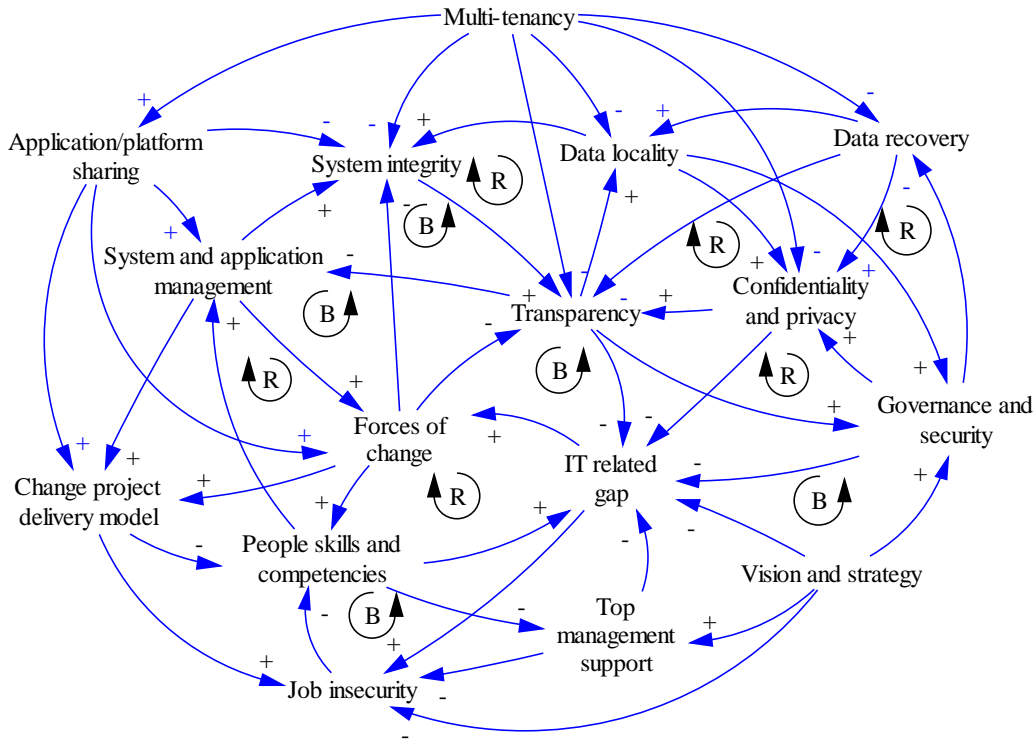 Multi-tenancy
+
-
Application/platform
sharing
-
-
+
-
+
Data recovery
System integrity
Data locality
R
-
+
-
B
+
R
R
+
System and application
management
-
-
+
-
+
Confidentiality
and privacy
B
+
-
+
Transparency
+
-
+
R
+
B
R
+
Governance and
security
Forces of
change
+
+
-
+
+
+
IT related
gap
-
+
Change project
delivery model
+
R
B
+
+
-
-
People skills and
competencies
-
Vision and strategy
B
-
-
Top
management
support
+
+
+
Job insecurity
-
-